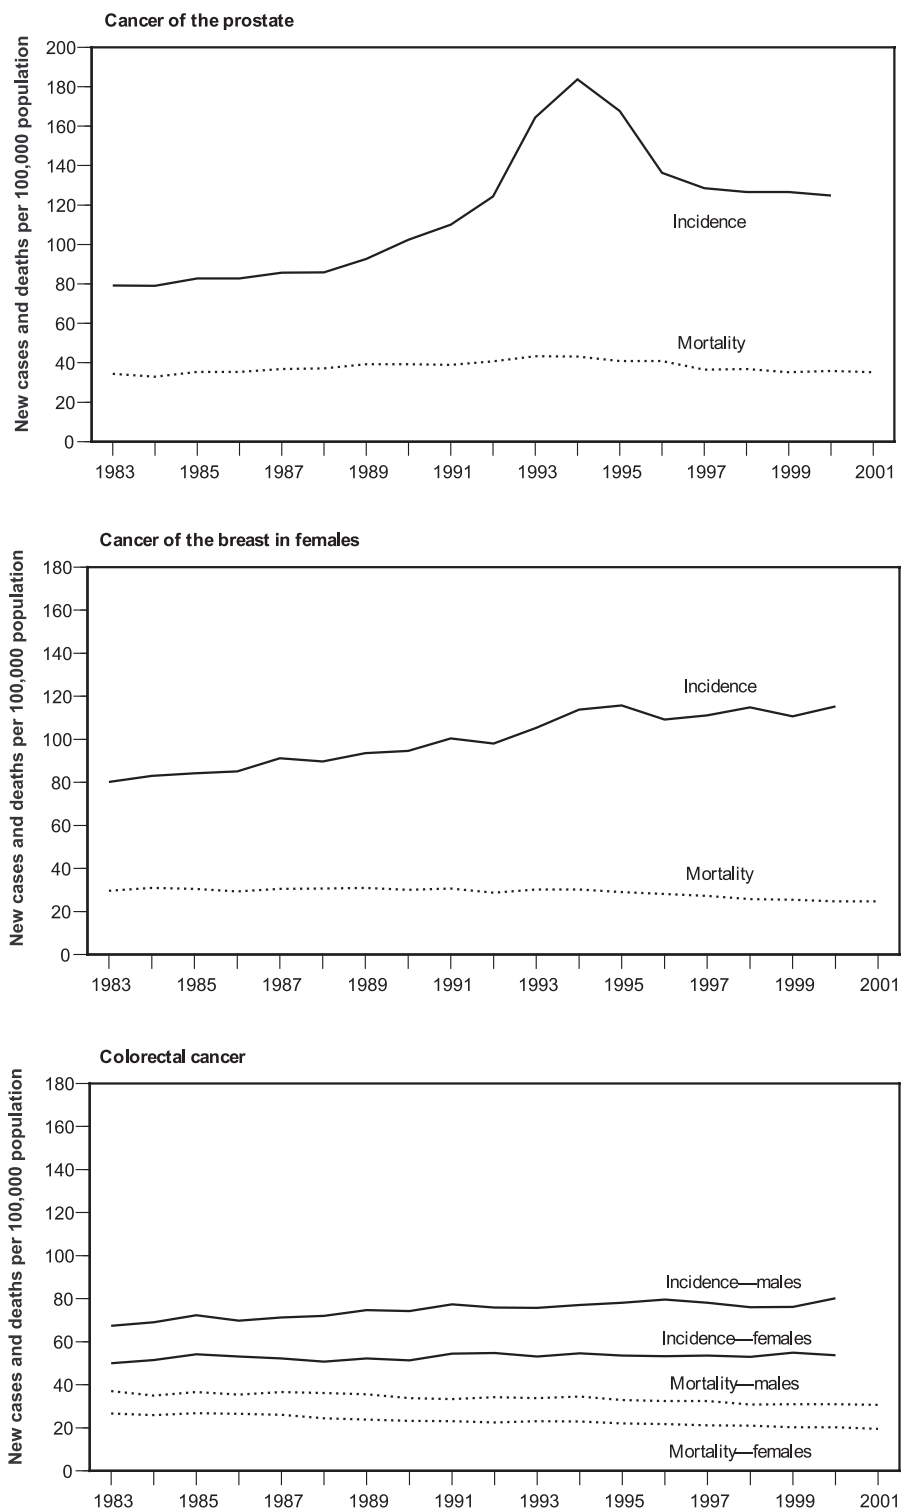 Cancer of the prostate
New cases and deaths per 100,000 population
200
180
160
140
120
100
80
60
40
20
0
Incidence
Mortality
1983 1985 1987 1989 1991 1993 1995 1997 1999 2001
Cancer of the breast in females
New cases and deaths per 100,000 population
180
160
140
120
100
80
60
40
20
0
Incidence
Mortality
1983 1985 1987 1989 1991 1993 1995 1997 1999 2001
Colorectal cancer
New cases and deaths per 100,000 population
180
160
140
120
100
80
60
40
20
0
Incidence—males
Incidence—females
Mortality—males
Mortality—females
1983 1985 1987 1989 1991 1993 1995 1997 1999 2001